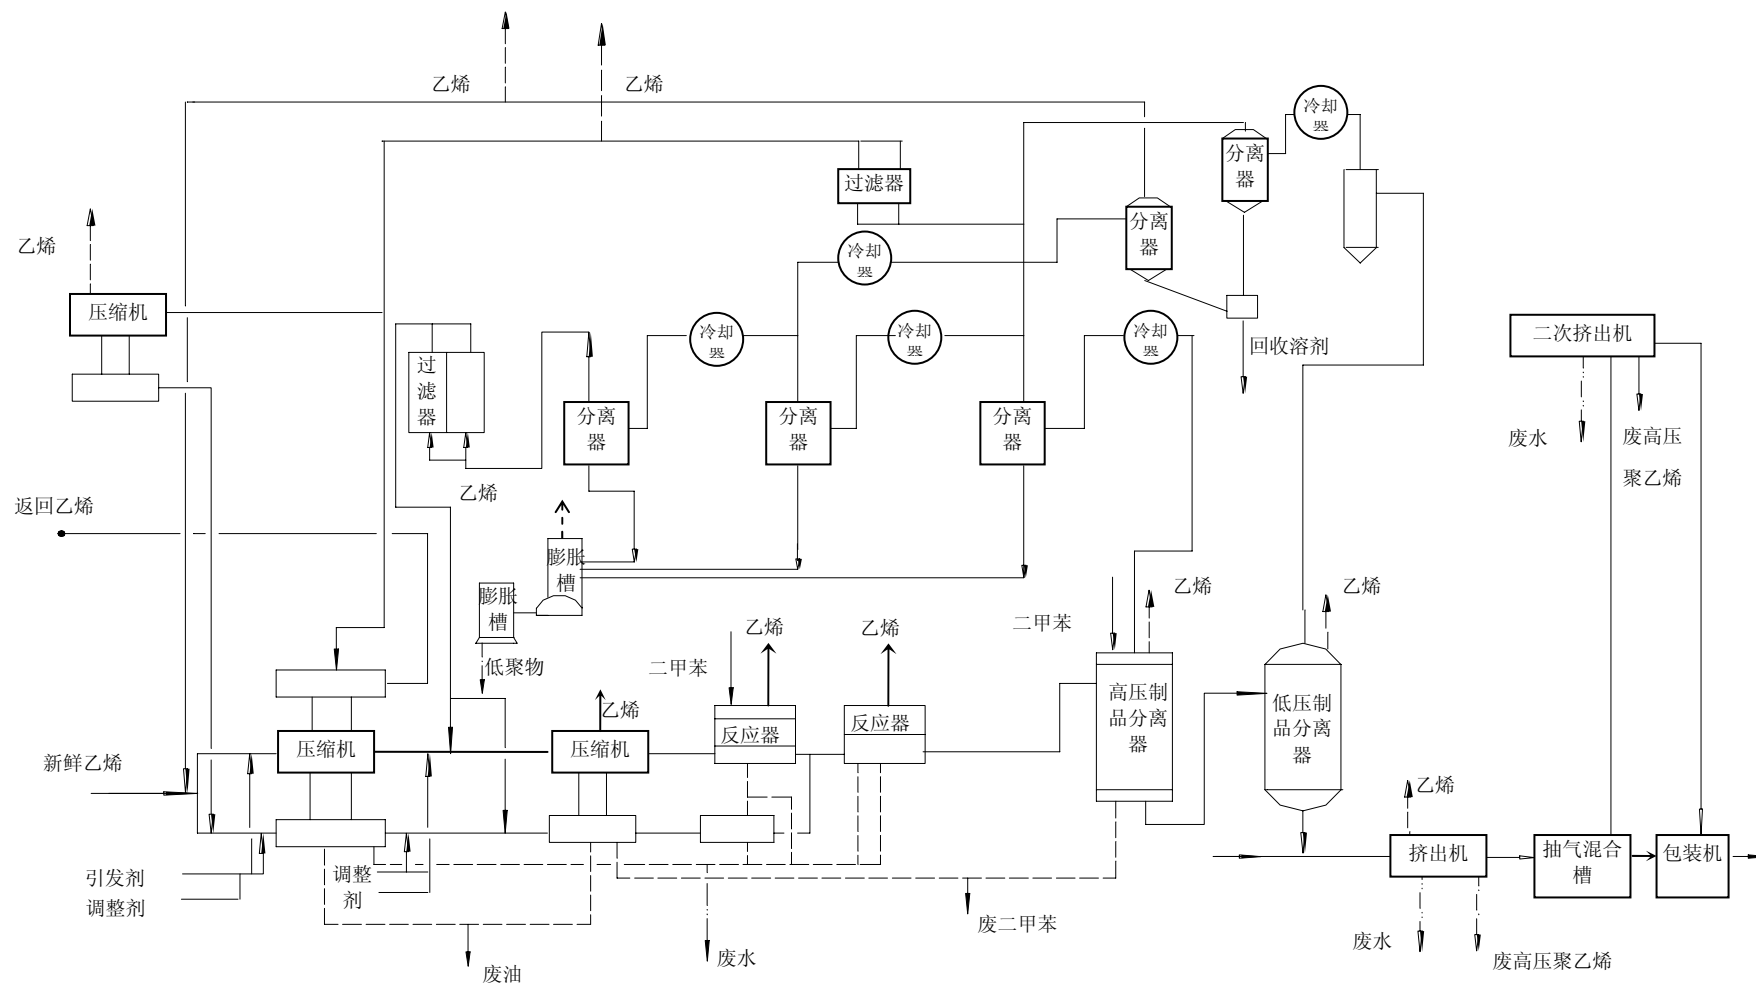 乙烯
乙烯
冷却
器
分离
器
过滤器
分离
器
乙烯
冷却
器
压缩机
冷却
器
冷却
器
冷却
器
回收溶剂
二次挤出机
过
滤
器
分离
器
分离
器
分离
器
废水
废高压
聚乙烯
乙烯
返回乙烯
膨胀
槽
膨胀
槽
乙烯
乙烯
二甲苯
乙烯
乙烯
低聚物
二甲苯
乙烯
高压制
品分离
器
低压制
品分离
器
反应器
反应器
压缩机
压缩机
新鲜乙烯
乙烯
挤出机
抽气混合
槽
包装机
引发剂
调整剂
调整
剂
废二甲苯
废水
废高压聚乙烯
废水
废油